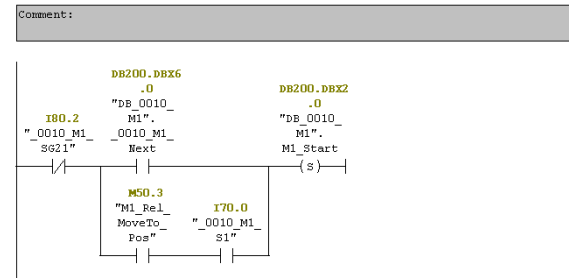 Comment:
DB200.DBX6
.0
"DB_0010_
M1".
_0010_M1_
Next
DB200.DBX2
.0
"DB_0010_
M1".
M1_Start
I80.2
"_0010_M1_
SG21"
S
M50.3
"M1_Rel_
MoveTo_
Pos"
I70.0
"_0010_M1_
S1"